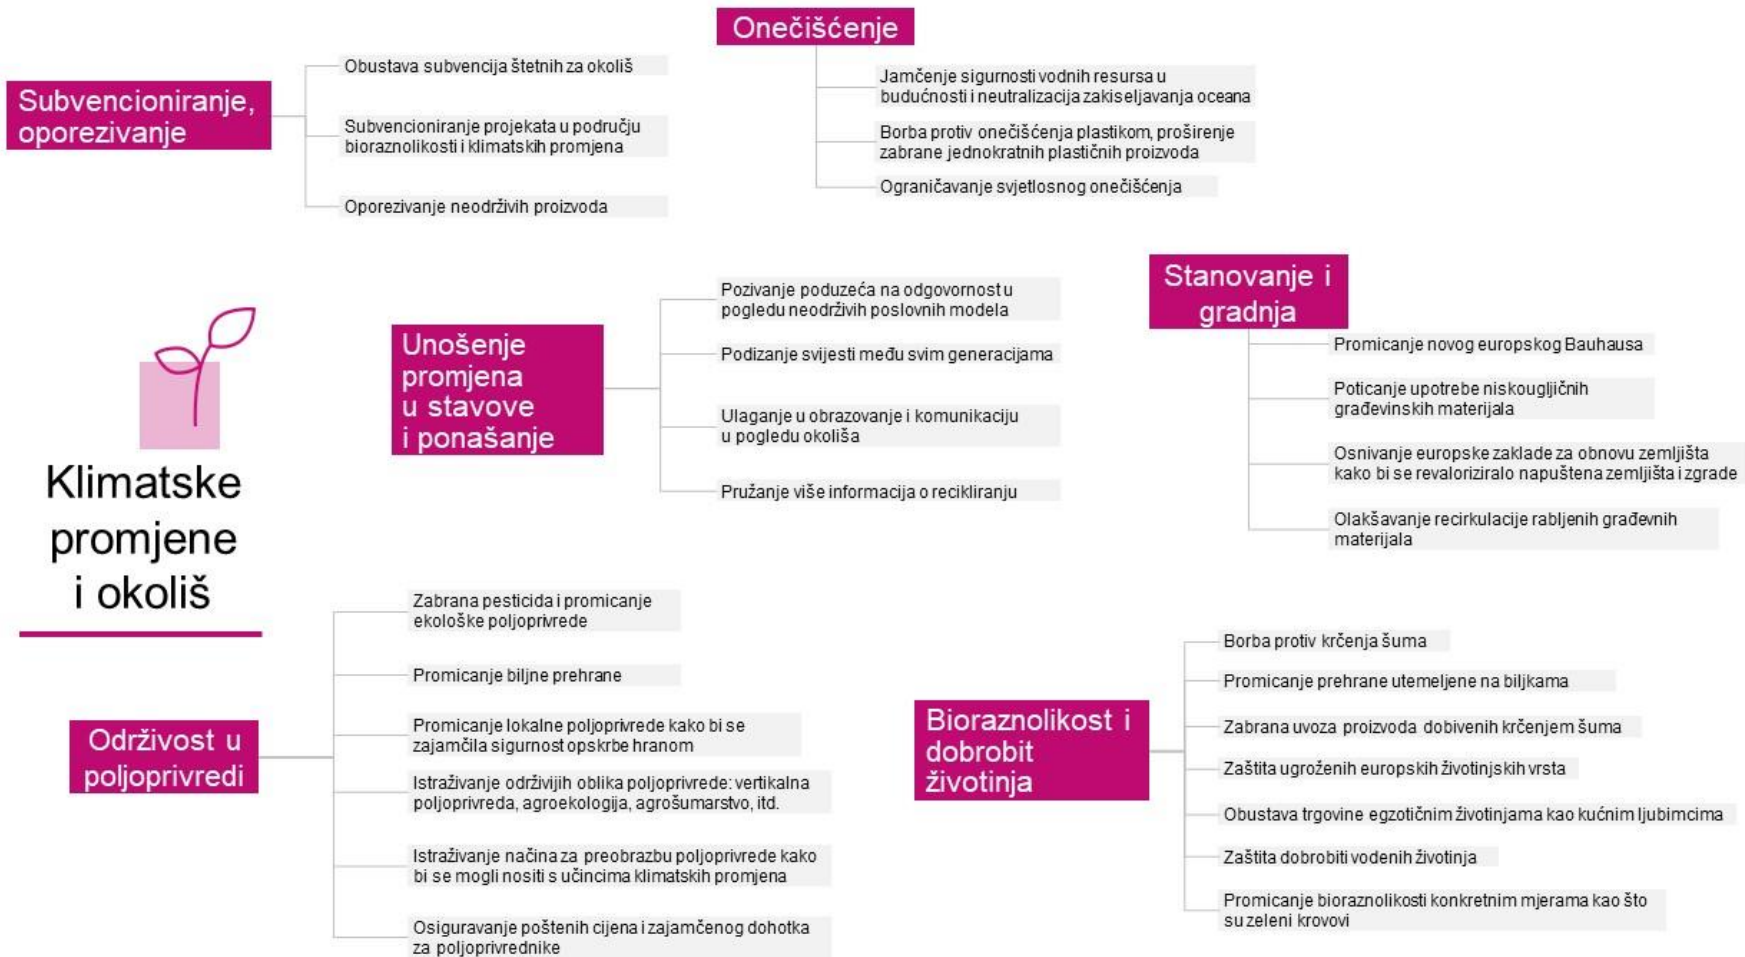 Onečišćenje
Jamčenje sigurnosti vodnih resursa u
budućnosti i neutralizacija zakiseljavanja oceana
Borba protiv onečišćenja plastikom, proširenje
zabrane jednokratnih plastičnih proizvoda
Ograničavanje svjetlosnog onečišćenja
Subvencioniranje,
oporezivanje
Obustava subvencija štetnih za okoliš
Subvencioniranje projekata u području
bioraznolikosti i klimatskih promjena
Oporezivanje neodrživih proizvoda
Klimatske
promjene
i okoliš
Unošenje
promjena
u stavove
i ponašanje
Pozivanje poduzeća na odgovornost u
pogledu neodrživih poslovnih modela
Podizanje svijesti među svim generacijama
Ulaganje u obrazovanje i komunikaciju
u pogledu okoliša
Pružanje više informacija o recikliranju
Stanovanje i
gradnja
Promicanje novog europskog Bauhausa
Poticanje upotrebe niskougljičnih
građevinskih materijala
Osnivanje europske zaklade za obnovu zemljišta
kako bi se revaloriziralo napuštena zemljišta i zgrade
Olakšavanje recirkulacije rabljenih građevnih
materijala
Održivost u
poljoprivredi
Zabrana pesticida i promicanje
ekološke poljoprivrede
Promicanje biljne prehrane
Promicanje lokalne poljoprivrede kako bi se
zajamčila sigurnost opskrbe hranom
Istraživanje održivijih oblika poljoprivrede: vertikalna
poljoprivreda, agroekologija, agrošumarstvo, itd.
Istraživanje načina za preobrazbu poljoprivrede kako
bi se mogli nositi s učincima klimatskih promjena
Osiguravanje poštenih cijena i zajamčenog dohotka
za poljoprivrednike
Bioraznolikost i
dobrobit
životinja
Borba protiv krčenja šuma
Promicanje prehrane utemeljene na biljkama
Zabrana uvoza proizvoda dobivenih krčenjem šuma
Zaštita ugroženih europskih životinjskih vrsta
Obustava trgovine egzotičnim životinjama kao kućnim ljubimcima
Zaštita dobrobiti vodenih životinja
Promicanje bioraznolikosti konkretnim mjerama kao što
su zeleni krovovi